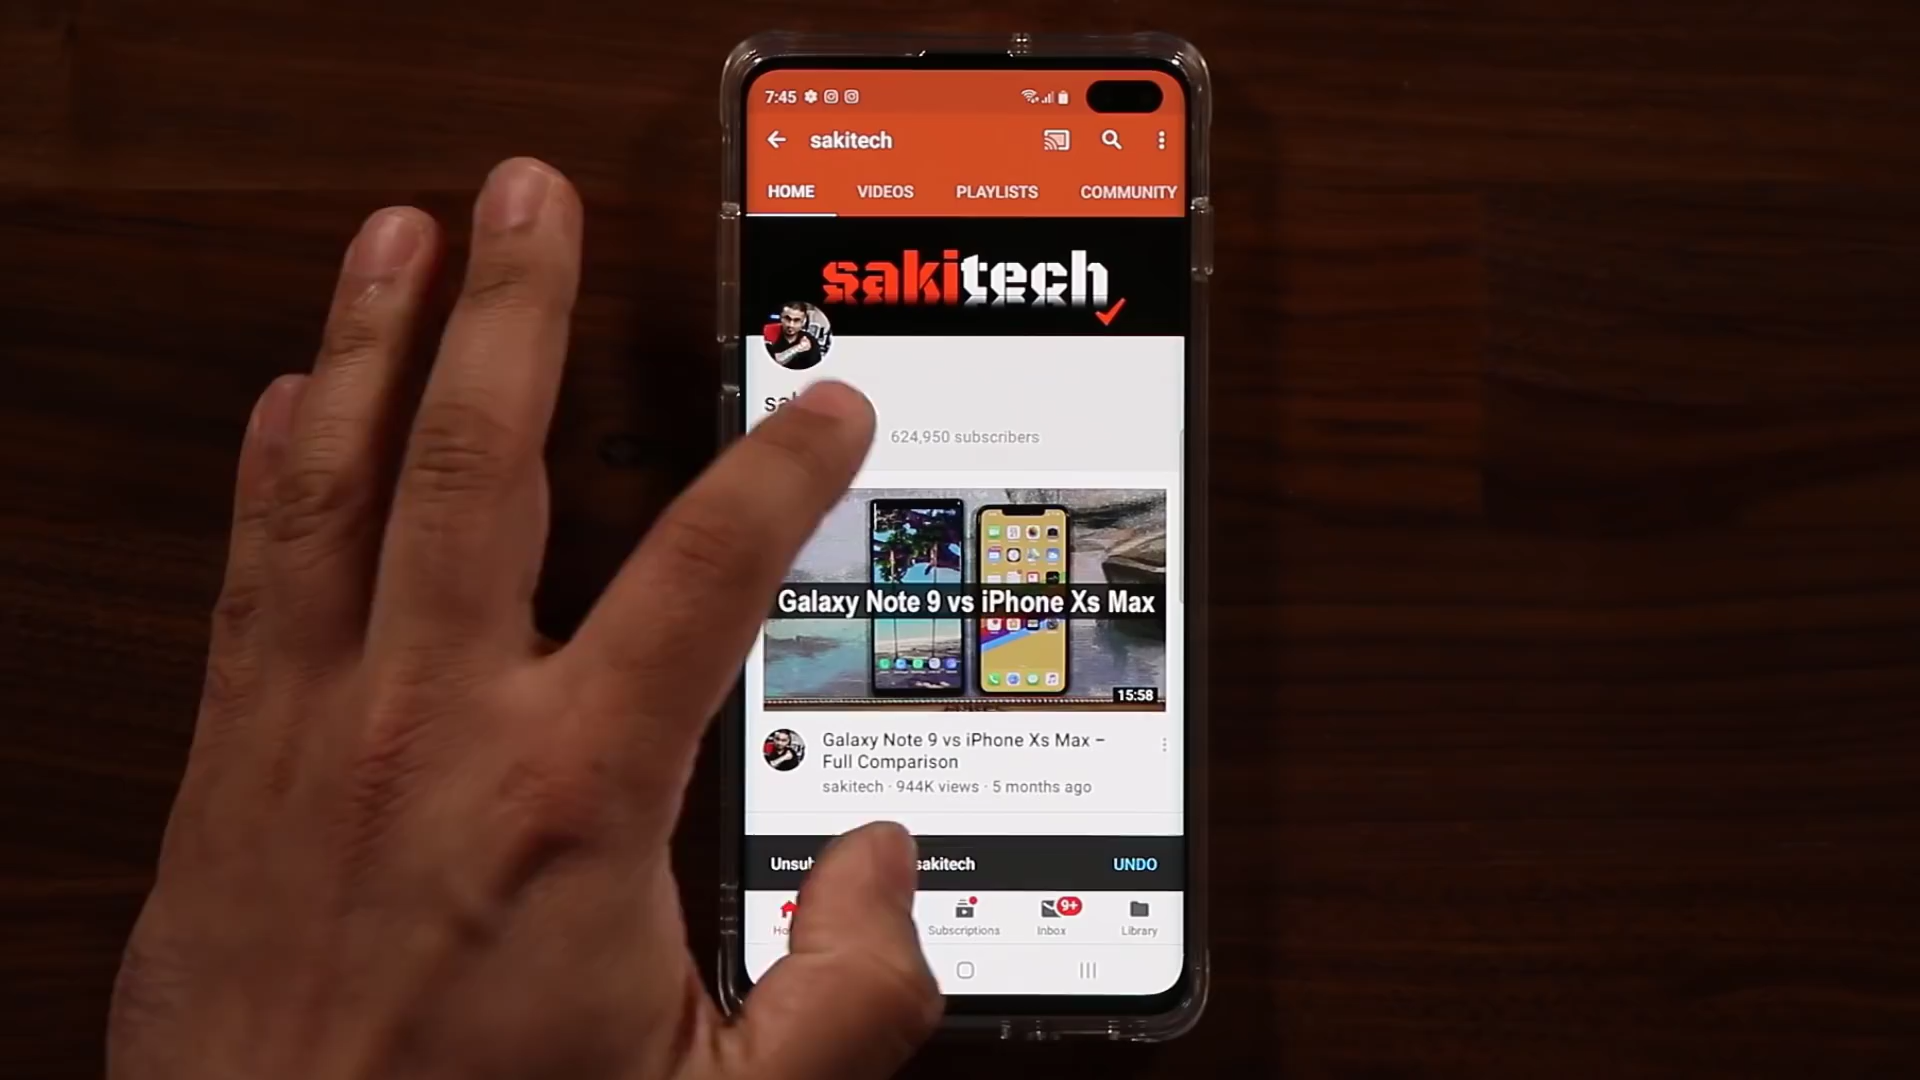 7:45
sakitech
HOME VIDEOS PLAYLISTS COMMUNITY
sakitech
624,950 subscribers
Galaxy Note 9 vs iPhone Xs Max
15:58
Galaxy Note 9 vs iPhone Xs Max –
Full Comparison
sakitech · 944K views · 5 months ago
sakitech UNDO
9+
Subscriptions Inbox Library